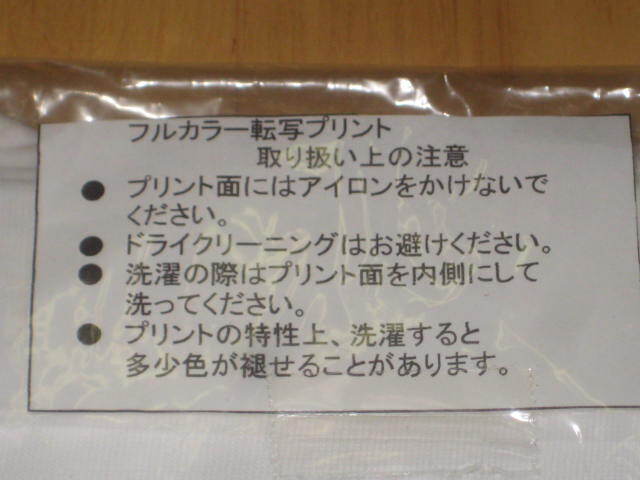 フルカラー転写プリント
取り扱い上の注意
● プリント面にはアイロンをかけないで
ください。
● ドライクリーニングはお避けください。
● 洗濯の際はプリント面を内側にして
洗ってください。
● プリントの特性上、洗濯すると
多少色が褪せることがあります。